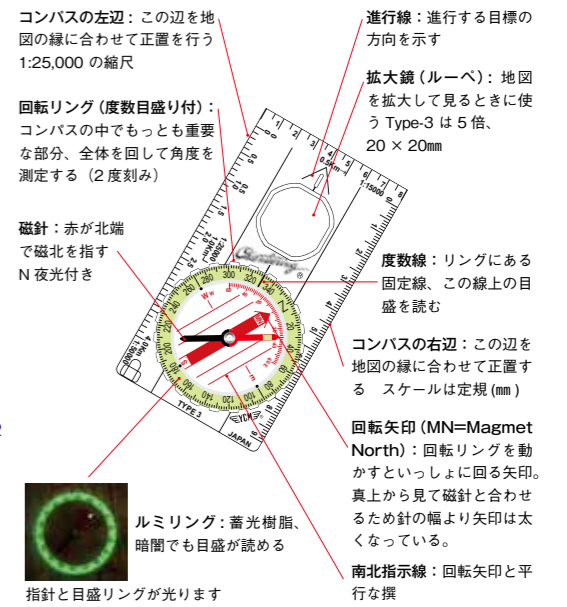 コンパスの左辺：この辺を地
図の縁に合わせて正置を行う
1:25,000 の縮尺
回転リング（度数目盛り付）：
コンパスの中でもっとも重要
な部分、全体を回して角度を
測定する（2 度刻み）
磁針：赤が北端
で磁北を指す
N 夜光付き
進行線：進行する目標の
方向を示す
拡大鏡（ルーペ）：地図
を拡大して見るときに使
う Type-3 は 5 倍、
20 × 20㎜
度数線：リングにある
固定線、この線上の目
盛を読む
コンパスの右辺：この辺を
地図の縁に合わせて正置す
る　スケールは定規 (㎜ )
回転矢印（MN=Magmet
North）：回転リングを動
かすといっしょに回る矢印。
真上から見て磁針と合わせ
るため針の幅より矢印は太
くなっている。
南北指示線：回転矢印と平
行な撰
0.5Km
1:15000
1:25000
1.0Km
4.0Km
1:50000
TYPE 3
YCM
JAPAN
MN
ルミリング：蓄光樹脂、
暗闇でも目盛が読める
指針と目盛リングが光ります